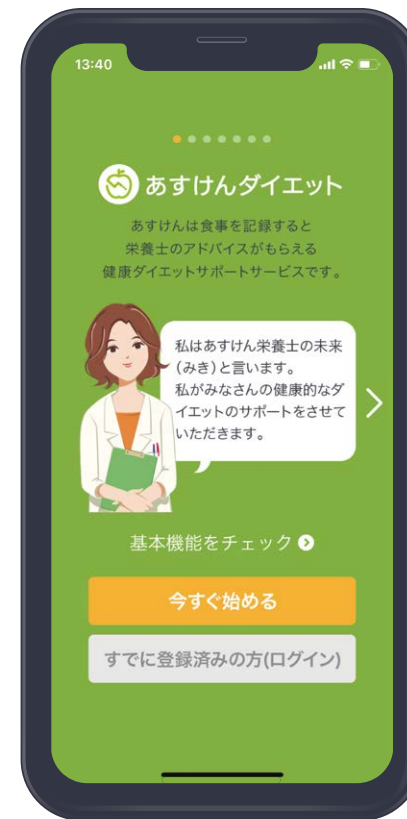 13:40
あすけんダイエット
あすけんは食事を記録すると
栄養士のアドバイスがもらえる
健康ダイエットサポートサービスです。
私はあすけん栄養士の未来
(みき)と言います。
私がみなさんの健康的なダ
イエットのサポートをさせて
いただきます。
基本機能をチェック
今すぐ始める
すでに登録済みの方(ログイン)